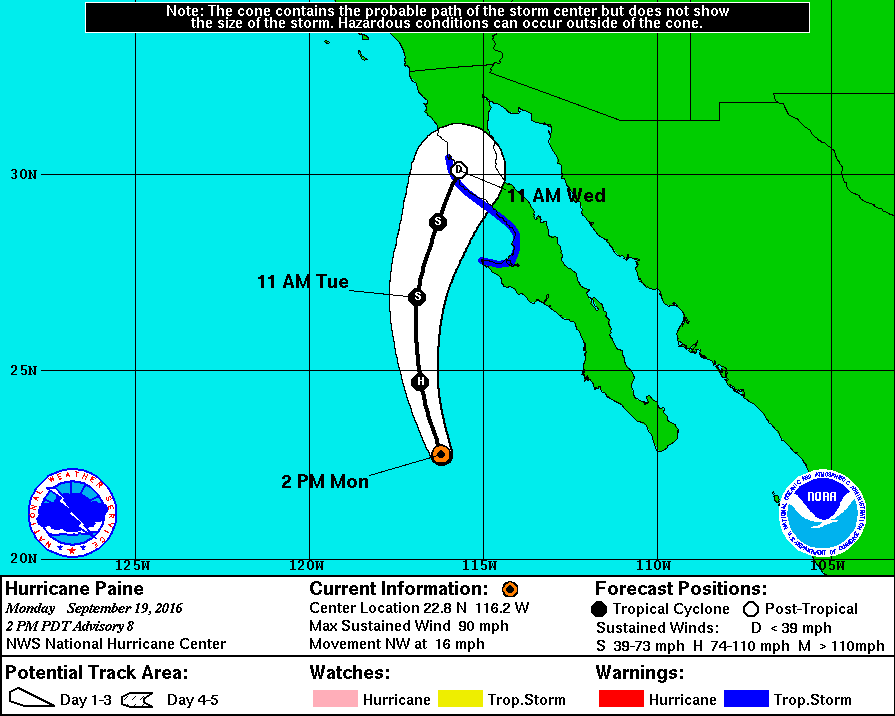 Note: The cone contains the probable path of the storm center but does not show
the size of the storm. Hazardous conditions can occur outside of the cone.
30N
D
11 AM Wed
S
11 AM Tue
S
25N
H
2 PM Mon
NATIONAL WEATHER SERVICE
NOAA
NATIONAL OCEANIC AND ATMOSPHERIC ADMINISTRATION
U.S. DEPARTMENT OF COMMERCE
20N
125W 120W 115W 110W 105W
Hurricane Paine
Monday September 19, 2016
2 PM PDT Advisory 8
NWS National Hurricane Center
Current Information:
Center Location 22.8 N 116.2 W
Max Sustained Wind 90 mph
Movement NW at 16 mph
Forecast Positions:
Tropical Cyclone Post-Tropical
Sustained Winds: D < 39 mph
S 39-73 mph H 74-110 mph M > 110mph
Potential Track Area:
Day 1-3 Day 4-5
Watches:
Hurricane Trop.Storm
Warnings:
Hurricane Trop.Storm